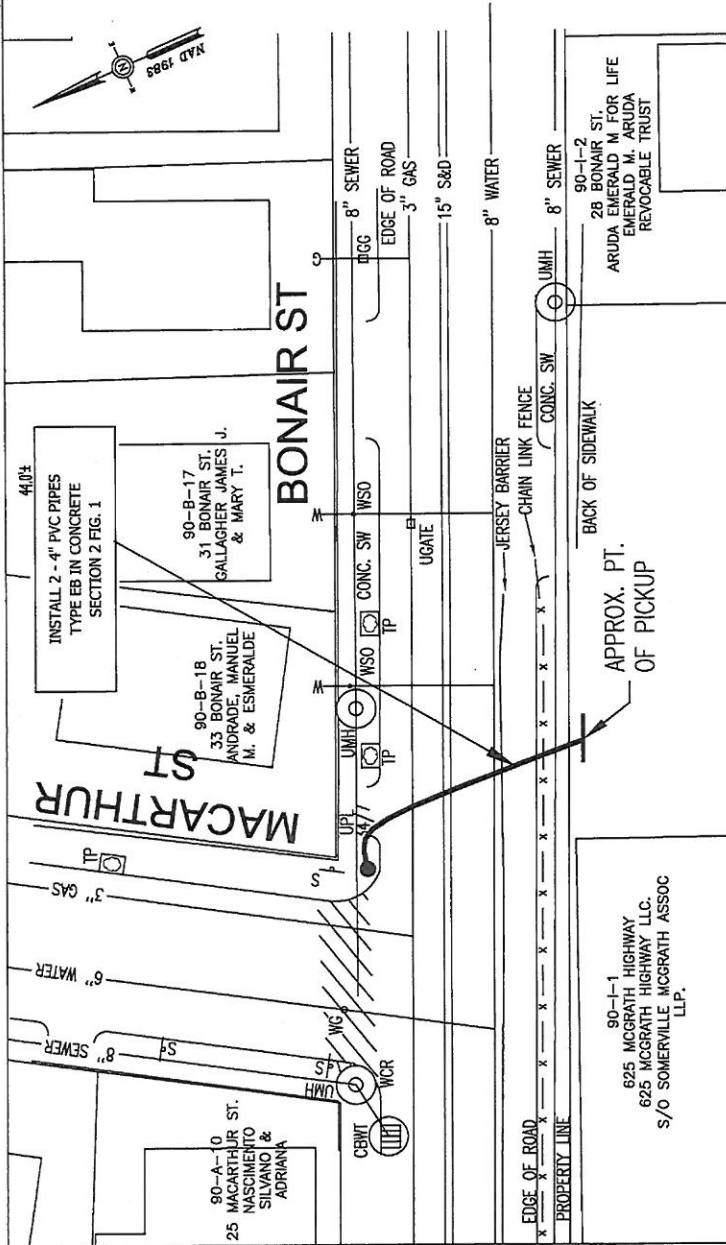 NAD 1983
N
44.0'±
INSTALL 2 - 4" PVC PIPES
TYPE EB IN CONCRETE
SECTION 2 FIG. 1
BONAIR ST
MACARTHUR
ST
90-B-17
31 BONAIR ST.
GALLAGHER JAMES J.
& MARY T.
90-B-18
33 BONAIR ST.
ANDRADE, MANUEL
M. & ESMERALDE
8" SEWER
EDGE OF ROAD
3" GAS
15" S&D
8" WATER
8" SEWER
G
GG
W
WSO
CONC. SW
TP
UGATE
W
WSO
UMH
TP
UPL
S
TP
3" GAS
6" WATER
8" SEWER
S
WG
S
UMH
WCR
CBWT
90-A-10
25 MACARTHUR ST.
NASCIMENTO
SILVANO &
ADRIANA
JERSEY BARRIER
CHAIN LINK FENCE
CONC. SW
UMH
BACK OF SIDEWALK
90-I-2
28 BONAIR ST.
ARUDA EMERALD M FOR LIFE
EMERALD M. ARUDA
REVOCABLE TRUST
APPROX. PT.
OF PICKUP
EDGE OF ROAD
PROPERTY LINE
90-I-1
625 MCGRATH HIGHWAY
625 MCGRATH HIGHWAY LLC.
S/O SOMERVILLE MCGRATH ASSOC
LLP.